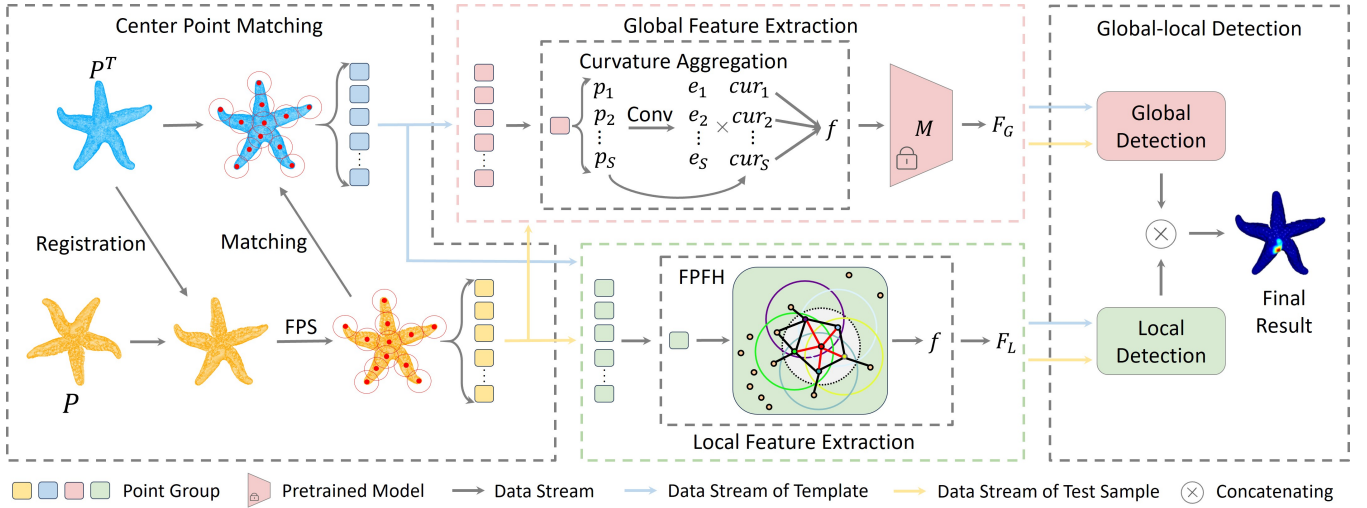 Center Point Matching
P^T
Registration
Matching
P
FPS
Global Feature Extraction
Curvature Aggregation
p_1
p_2
⋮
p_S
Conv
e_1
e_2
⋮
e_S
×
cur_1
cur_2
⋮
cur_S
f
M
F_G
Local Feature Extraction
FPFH
f
F_L
Global-local Detection
Global
Detection
Local
Detection
Final
Result
Point Group
Pretrained Model
Data Stream
Data Stream of Template
Data Stream of Test Sample
Concatenating